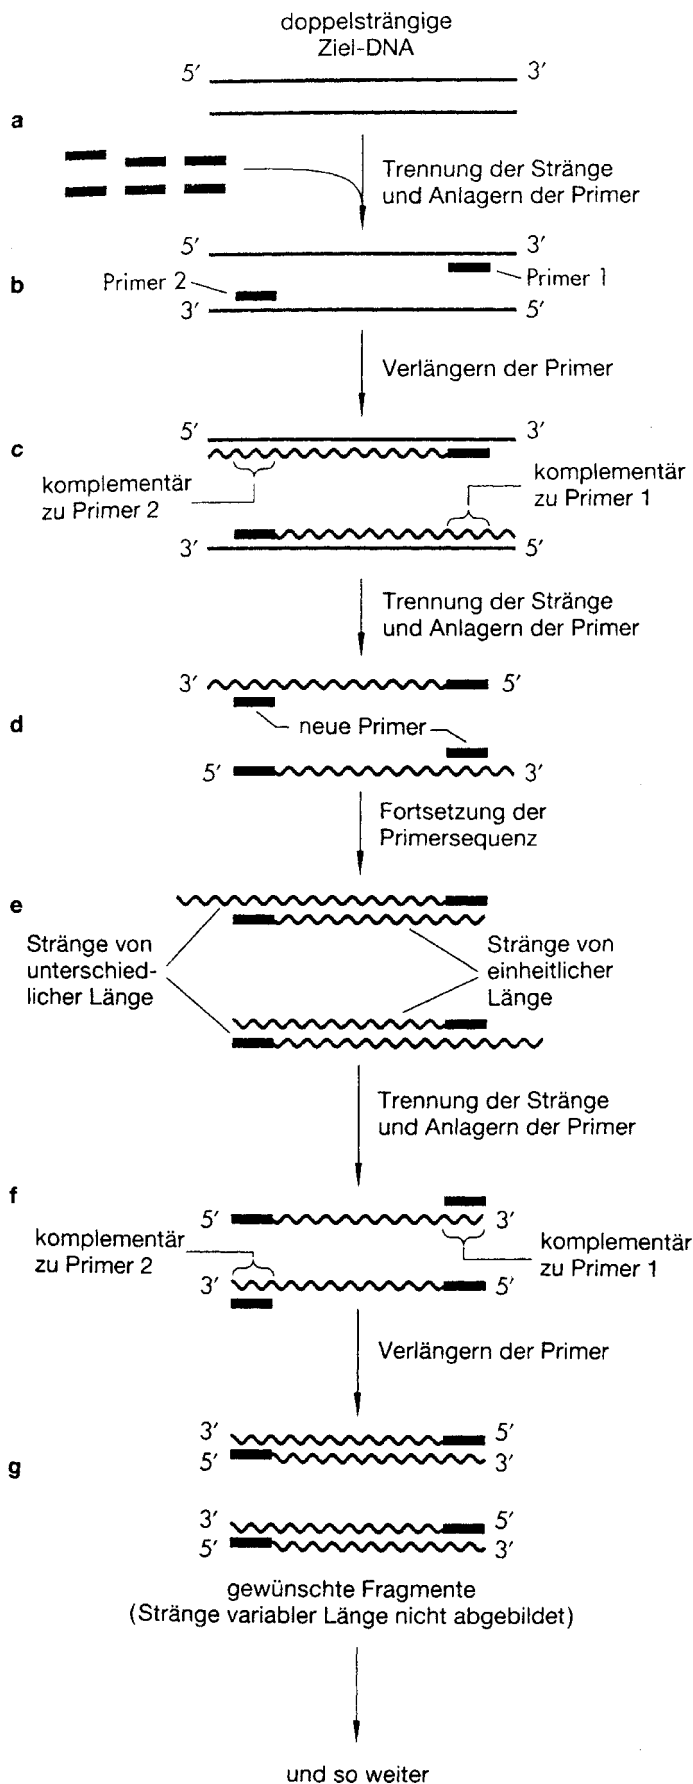 doppelsträngige
Ziel-DNA
5′ 3′
a
Trennung der Stränge
und Anlagern der Primer
5′ 3′
b
Primer 2
Primer 1
3′ 5′
Verlängern der Primer
5′ 3′
c
komplementär
zu Primer 2
komplementär
zu Primer 1
3′ 5′
Trennung der Stränge
und Anlagern der Primer
3′ 5′
d
neue Primer
5′ 3′
Fortsetzung der
Primersequenz
e
Stränge von
unterschied-
licher Länge
Stränge von
einheitlicher
Länge
Trennung der Stränge
und Anlagern der Primer
f
5′ 3′
komplementär
zu Primer 2
komplementär
zu Primer 1
3′ 5′
Verlängern der Primer
3′ 5′
g
5′ 3′
3′ 5′
5′ 3′
gewünschte Fragmente
(Stränge variabler Länge nicht abgebildet)
und so weiter